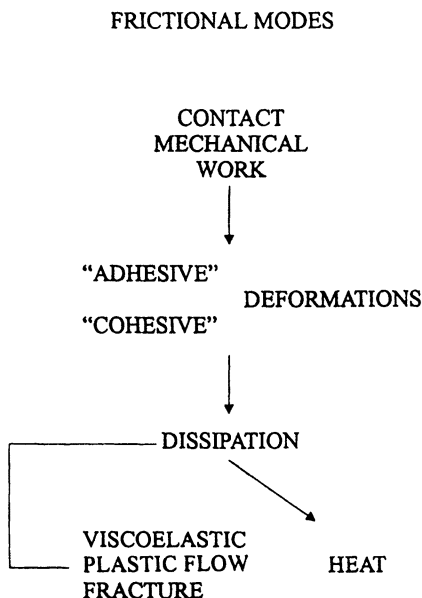 FRICTIONAL MODES
CONTACT
MECHANICAL
WORK
“ADHESIVE”
DEFORMATIONS
“COHESIVE”
DISSIPATION
VISCOELASTIC
PLASTIC FLOW
HEAT
FRACTURE